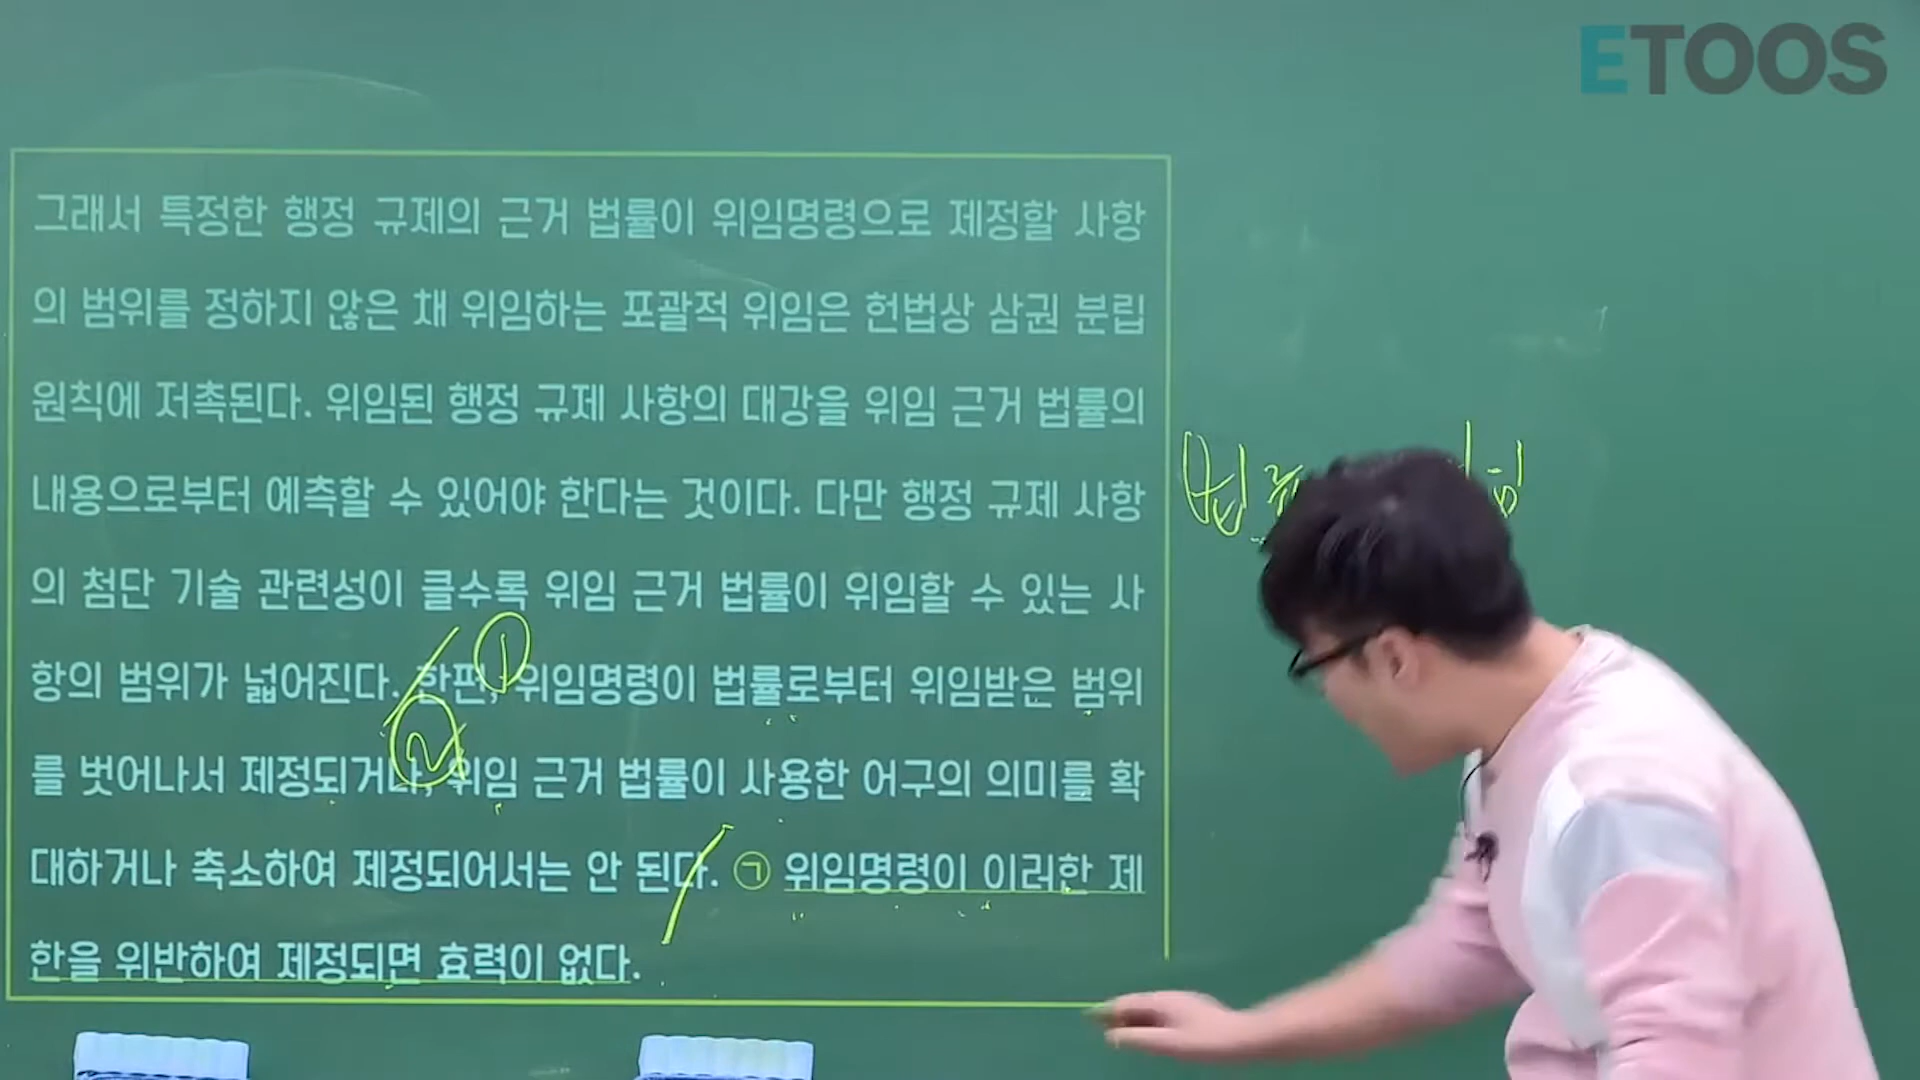 ETOOS
그래서 특정한 행정 규제의 근거 법률이 위임명령으로 제정할 사항
의 범위를 정하지 않은 채 위임하는 포괄적 위임은 헌법상 삼권 분립
원칙에 저촉된다. 위임된 행정 규제 사항의 대강을 위임 근거 법률의
내용으로부터 예측할 수 있어야 한다는 것이다. 다만 행정 규제 사항
의 첨단 기술 관련성이 클수록 위임 근거 법률이 위임할 수 있는 사
항의 범위가 넓어진다. 한편, ① 위임명령이 법률로부터 위임받은 범위
를 벗어나서 제정되거나, ② 위임 근거 법률이 사용한 어구의 의미를 확
대하거나 축소하여 제정되어서는 안 된다. ㉠ 위임명령이 이러한 제
한을 위반하여 제정되면 효력이 없다.